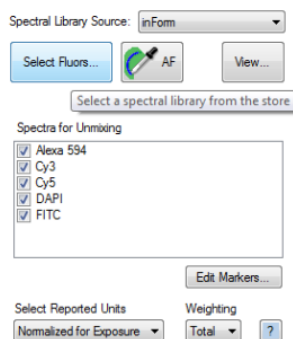 Spectral Library Source: inForm
Select Fluors... AF View...
Select a spectral library from the store
Spectra for Unmixing
Alexa 594
Cy3
Cy5
DAPI
FITC
Edit Markers...
Select Reported Units Weighting
Normalized for Exposure Total ?